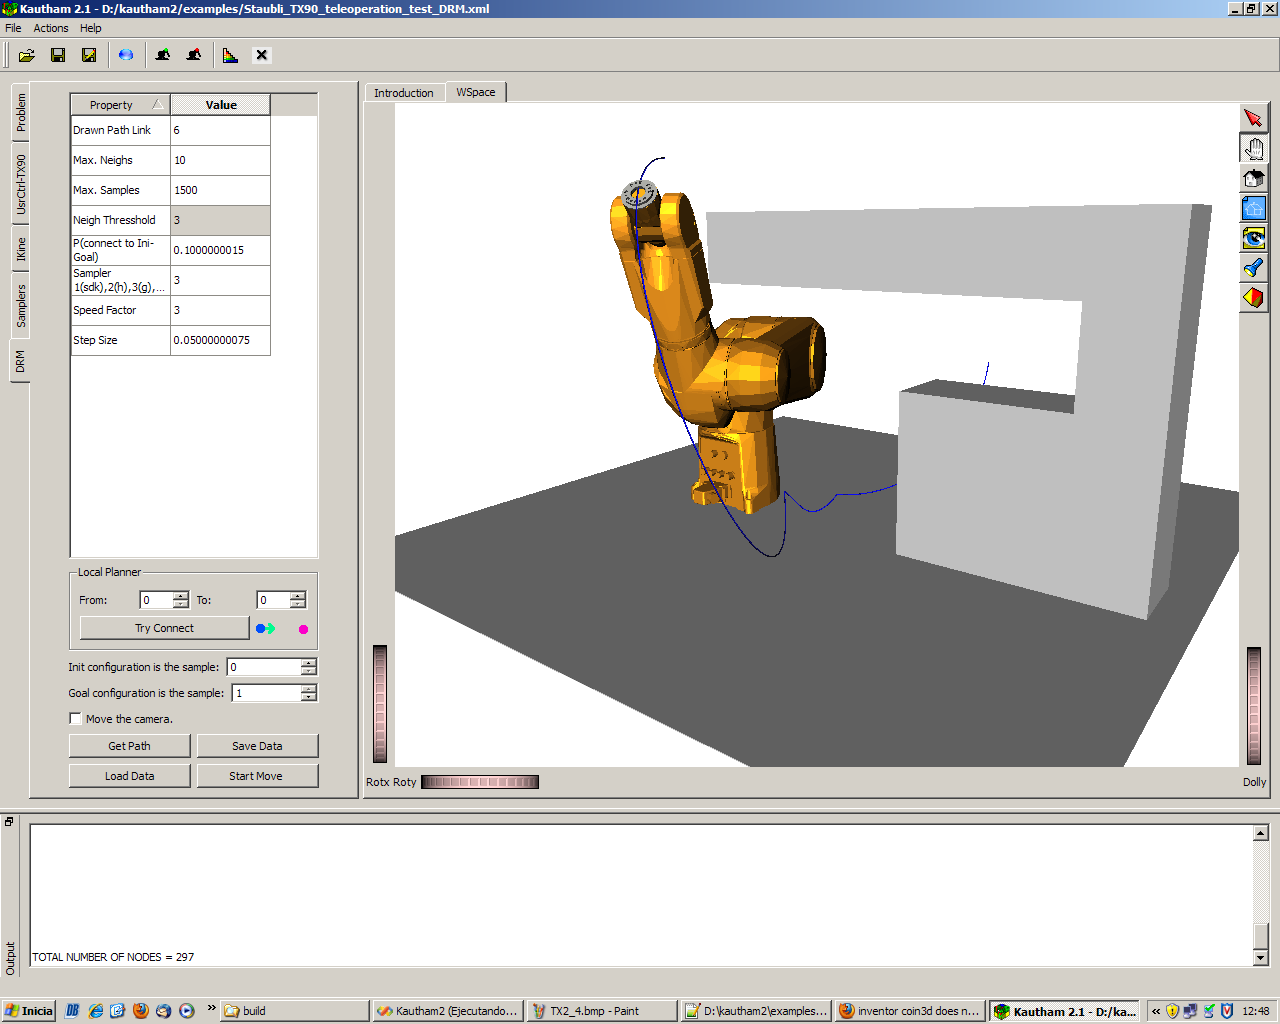 Kautham 2.1 - D:/kautham2/examples/Staubli_TX90_teleoperation_test_DRM.xml
File Actions Help
Problem
UsrCtrl-TX90
IKine
Samplers
DRM
Property Value
Drawn Path Link 6
Max. Neighs 10
Max. Samples 1500
Neigh Thresshold 3
P(connect to Ini-Goal) 0.1000000015
Sampler 1(sdk),2(h),3(g),... 3
Speed Factor 3
Step Size 0.05000000075
Local Planner
From: 0 To: 0
Try Connect
Init configuration is the sample: 0
Goal configuration is the sample: 1
Move the camera.
Get Path Save Data
Load Data Start Move
Introduction WSpace
Rotx Roty Dolly
Output
TOTAL NUMBER OF NODES = 297
Inicia » build Kautham2 (Ejecutando... TX2_4.bmp - Paint D:\kautham2\examples... inventor coin3d does n... Kautham 2.1 - D:/ka... « 12:48